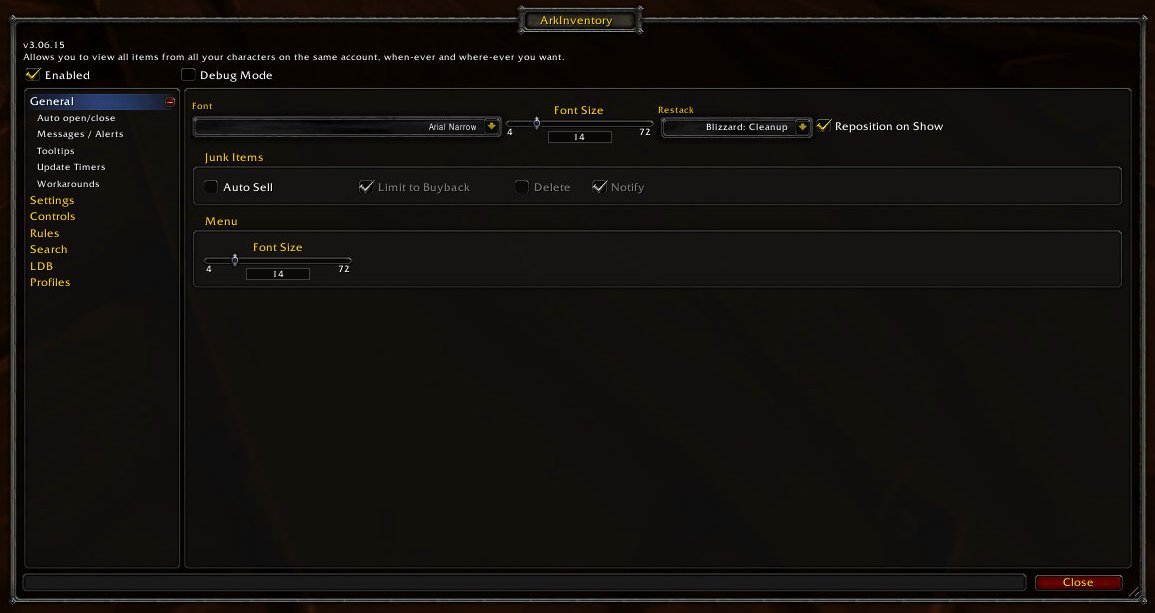 ArkInventory
v3.06.15
Allows you to view all items from all your characters on the same account, when-ever and where-ever you want.
Enabled Debug Mode
General
Auto open/close
Messages / Alerts
Tooltips
Update Timers
Workarounds
Settings
Controls
Rules
Search
LDB
Profiles
Font Font Size Restack
Arial Narrow 4 14 72 Blizzard: Cleanup Reposition on Show
Junk Items
Auto Sell Limit to Buyback Delete Notify
Menu
Font Size
4 14 72
Close